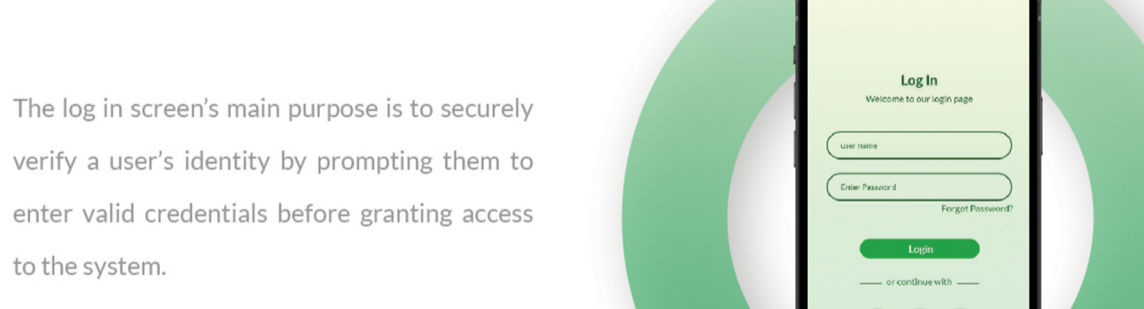 The log in screen’s main purpose is to securely
verify a user’s identity by prompting them to
enter valid credentials before granting access
to the system.
Log In
Welcome to our login page
user name
Enter Password
Forgot Password?
Login
or continue with